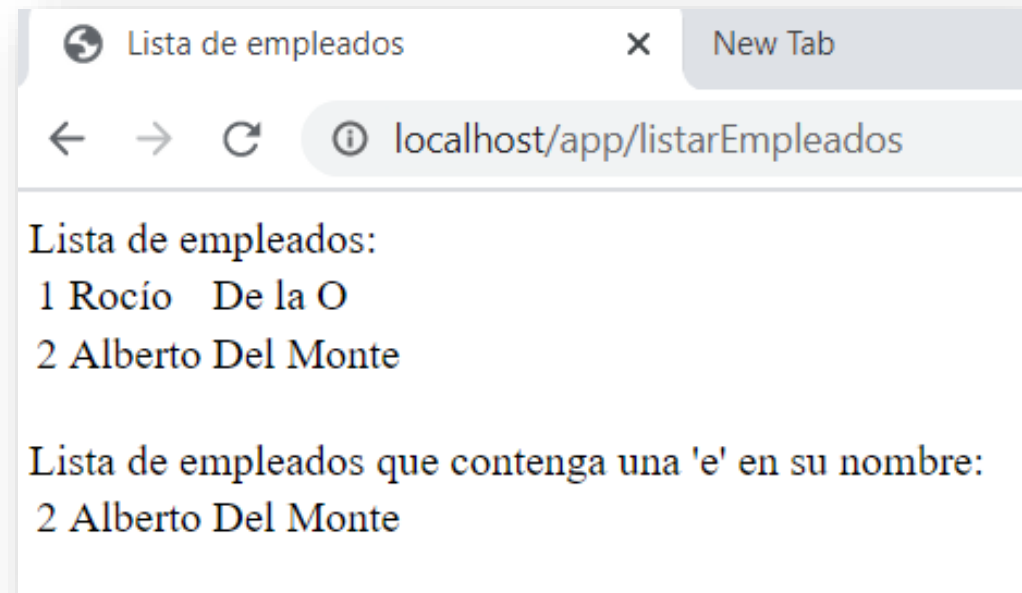 Lista de empleados
New Tab
localhost/app/listarEmpleados
Lista de empleados:
1 Rocío De la O
2 Alberto Del Monte
Lista de empleados que contenga una 'e' en su nombre:
2 Alberto Del Monte